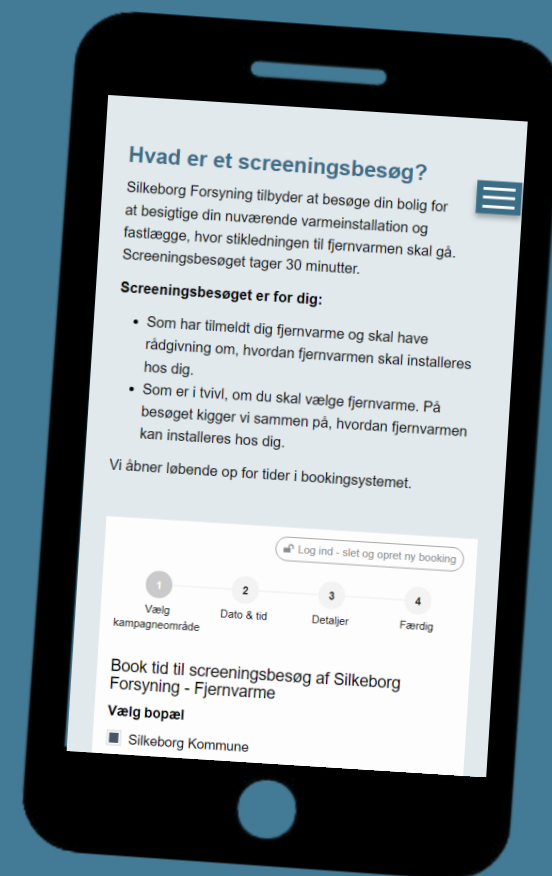 Hvad er et screeningsbesøg?
Silkeborg Forsyning tilbyder at besøge din bolig for
at besigtige din nuværende varmeinstallation og
fastlægge, hvor stikledningen til fjernvarmen skal gå.
Screeningsbesøget tager 30 minutter.
Screeningsbesøget er for dig:
• Som har tilmeldt dig fjernvarme og skal have
rådgivning om, hvordan fjernvarmen skal installeres
hos dig.
• Som er i tvivl, om du skal vælge fjernvarme. På
besøget kigger vi sammen på, hvordan fjernvarmen
kan installeres hos dig.
Vi åbner løbende op for tider i bookingsystemet.
Log ind - slet og opret ny booking
1 2 3 4
Vælg kampagneområde
Dato & tid
Detaljer
Færdig
Book tid til screeningsbesøg af Silkeborg
Forsyning - Fjernvarme
Vælg bopæl
Silkeborg Kommune